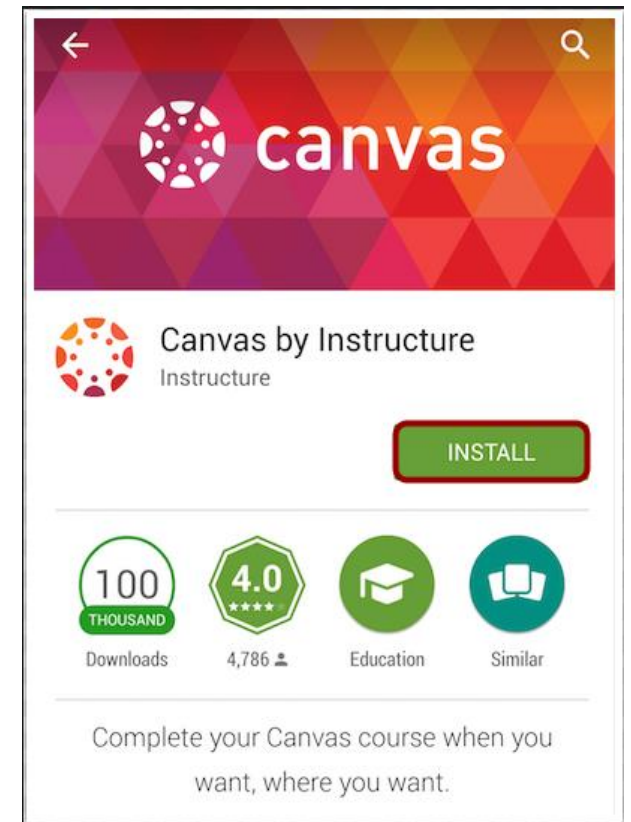 canvas
Canvas by Instructure
Instructure
INSTALL
100
THOUSAND
Downloads
4.0
4,786
Education
Similar
Complete your Canvas course when you
want, where you want.